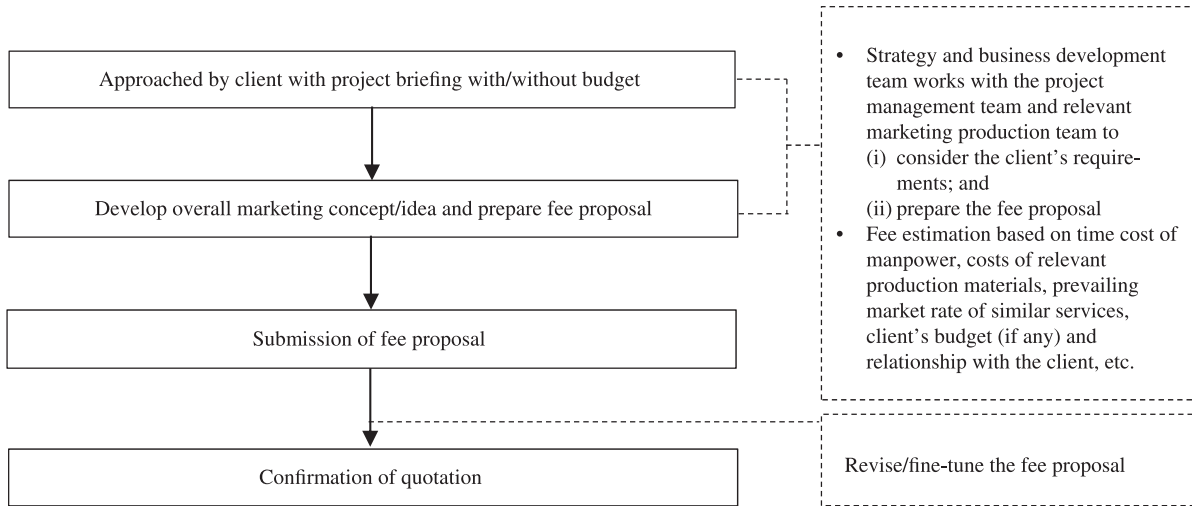 Approached by client with project briefing with/without budget
Develop overall marketing concept/idea and prepare fee proposal
Submission of fee proposal
Confirmation of quotation
• Strategy and business development
team works with the project
management team and relevant
marketing production team to
(i) consider the client's require-
ments; and
(ii) prepare the fee proposal
• Fee estimation based on time cost of
manpower, costs of relevant
production materials, prevailing
market rate of similar services,
client's budget (if any) and
relationship with the client, etc.
Revise/fine-tune the fee proposal